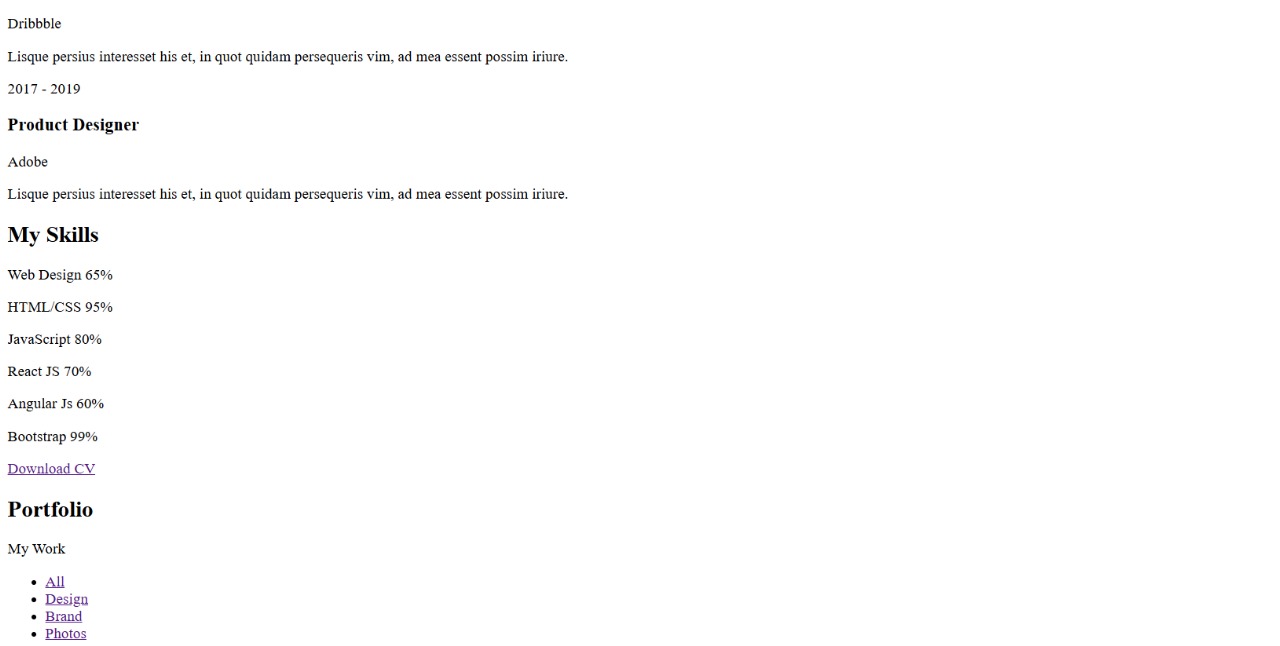 Dribbble
Lisque persius interesset his et, in quot quidam persequeris vim, ad mea essent possim iriure.
2017 - 2019
Product Designer
Adobe
Lisque persius interesset his et, in quot quidam persequeris vim, ad mea essent possim iriure.
My Skills
Web Design 65%
HTML/CSS 95%
JavaScript 80%
React JS 70%
Angular Js 60%
Bootstrap 99%
Download CV
Portfolio
My Work
All
Design
Brand
Photos